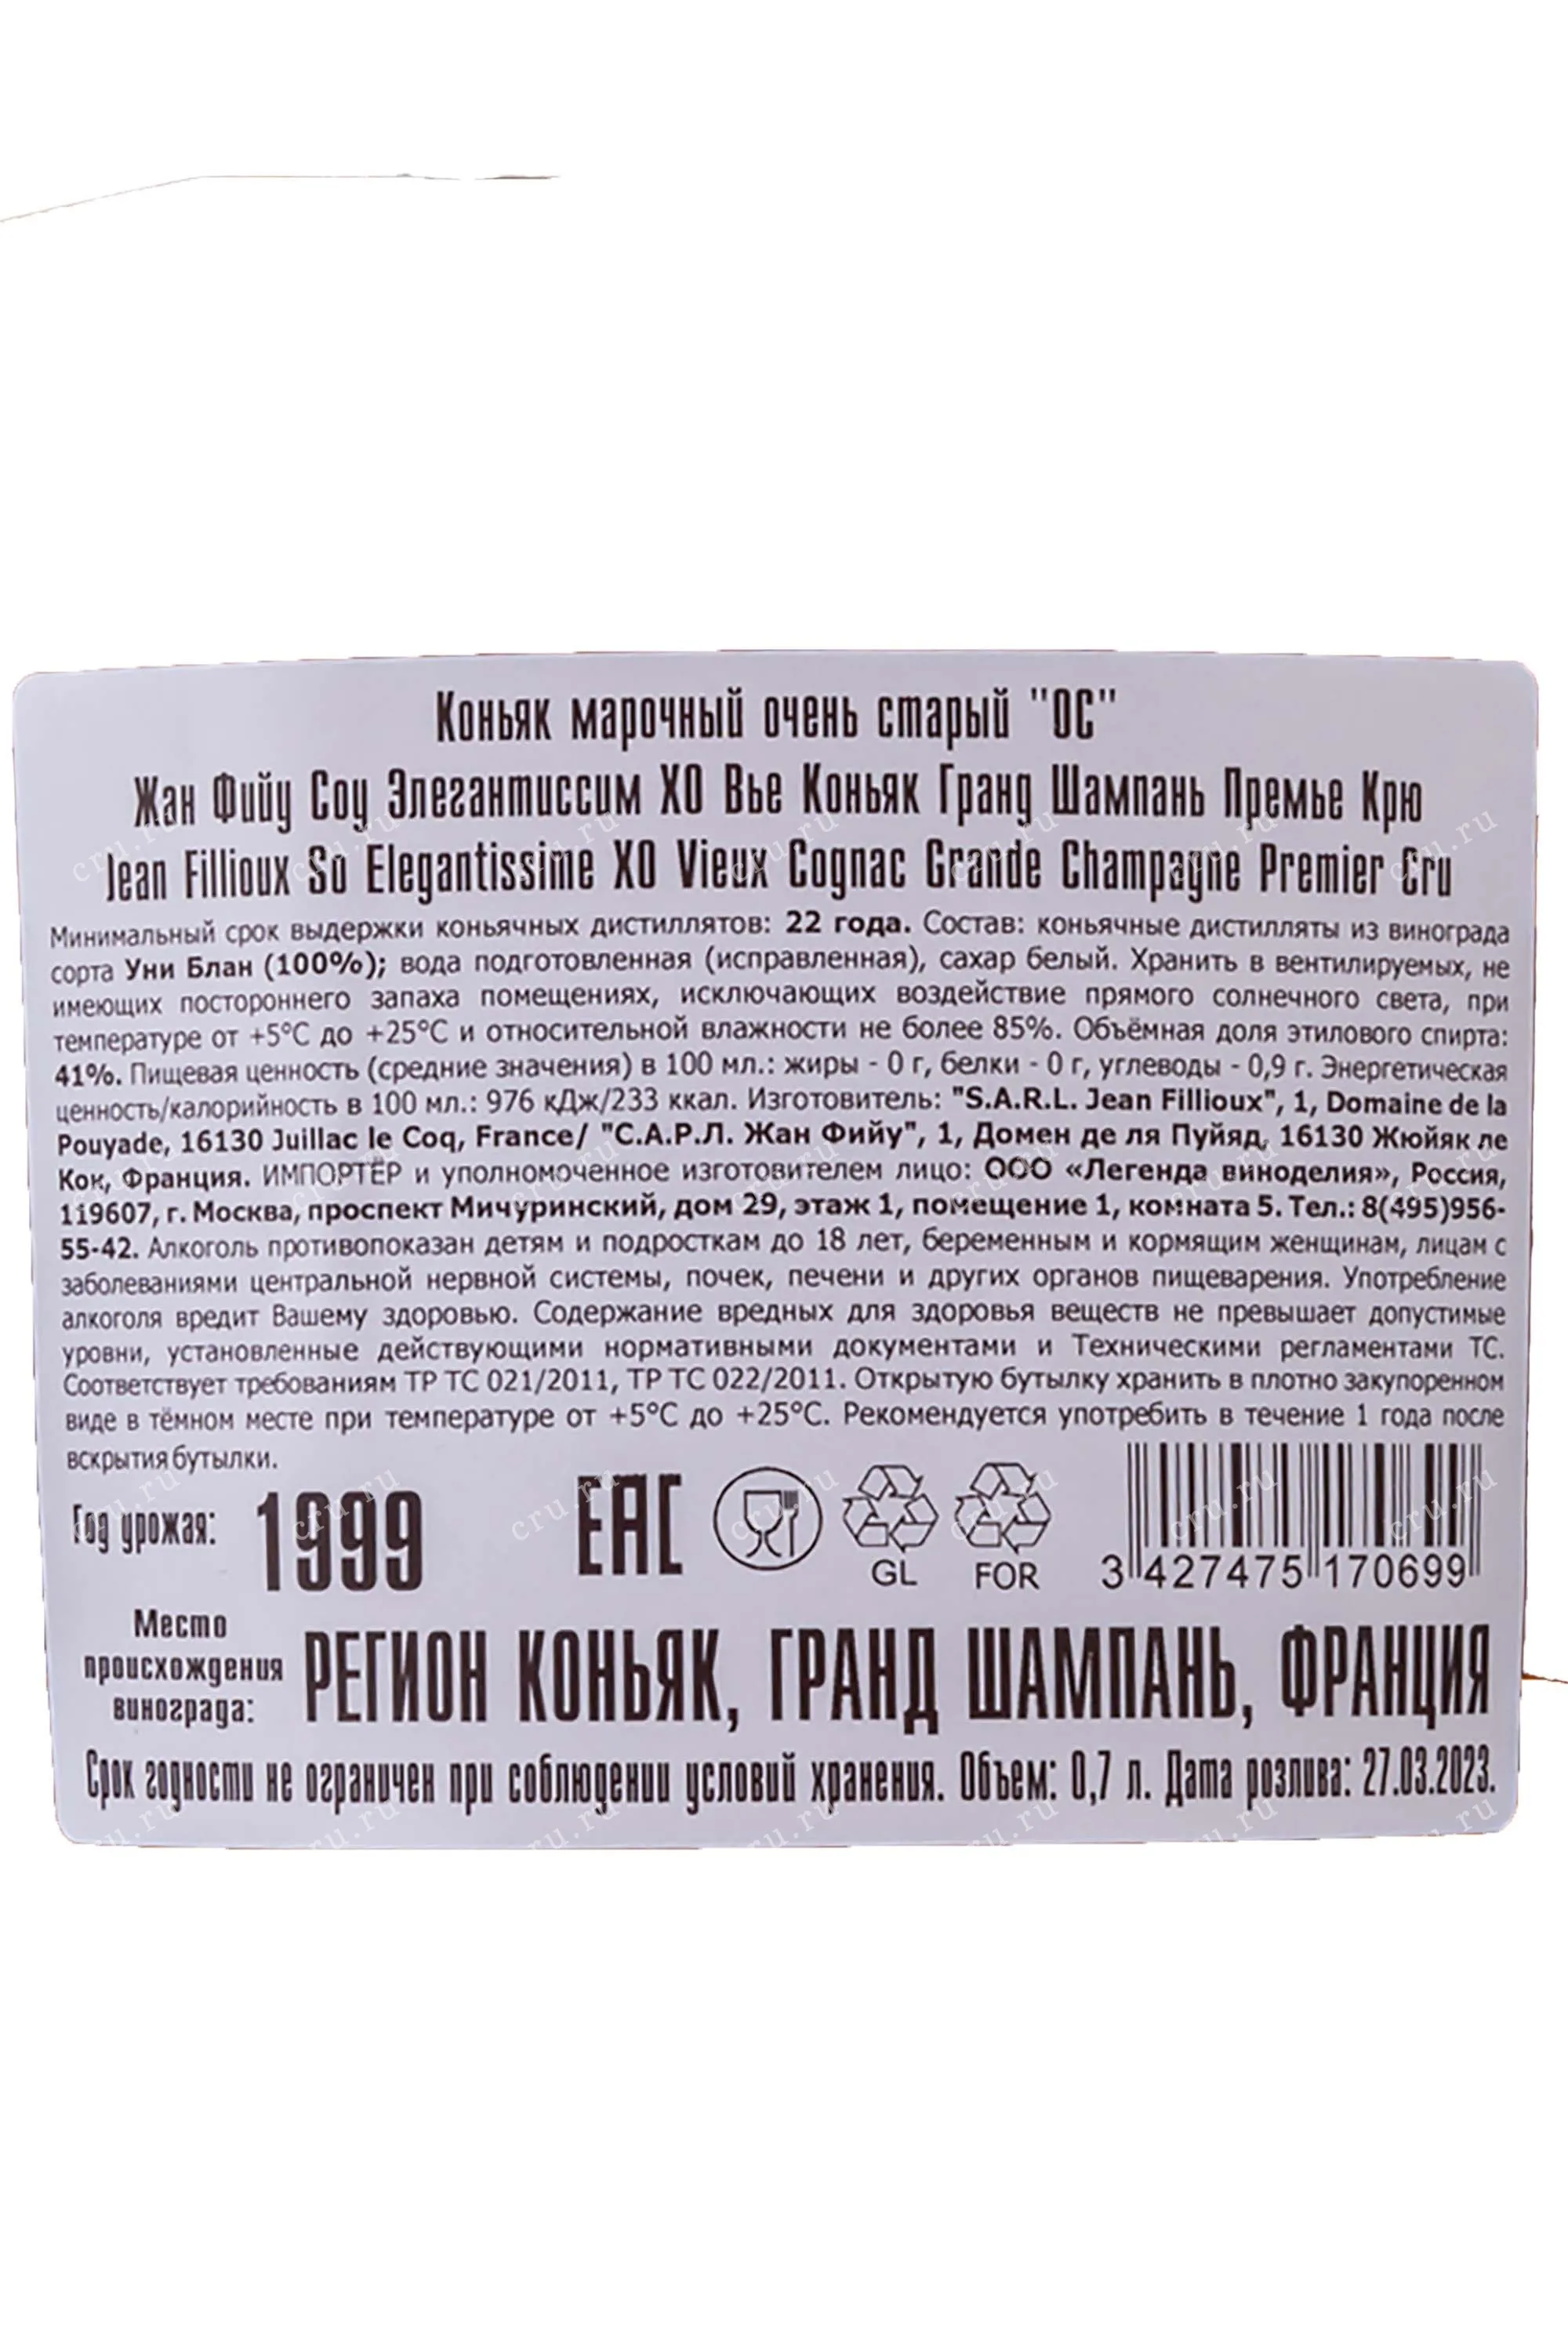 Коньяк марочный очень старый "ОС"
Жан Фийу Соу Элегантиссим ХО Вье Коньяк Гранд Шампань Премье Крю
Jean Fillioux So Elegantissime XO Vieux Cognac Grande Champagne Premier Cru
Минимальный срок выдержки коньячных дистиллятов: 22 года. Состав: коньячные дистилляты из винограда
сорта Уни Блан (100%); вода подготовленная (исправленная), сахар белый. Хранить в вентилируемых, не
имеющих постороннего запаха помещениях, исключающих воздействие прямого солнечного света, при
температуре от +5°С до +25°С и относительной влажности не более 85%. Объёмная доля этилового спирта:
41%. Пищевая ценность (средние значения) в 100 мл.: жиры - 0 г, белки - 0 г, углеводы - 0,9 г. Энергетическая
ценность/калорийность в 100 мл.: 976 кДж/233 ккал. Изготовитель: "S.A.R.L. Jean Fillioux", 1, Domaine de la
Pouyade, 16130 Juillac le Coq, France/ "С.А.Р.Л. Жан Фийу", 1, Домен де ля Пуйяд, 16130 Жюйяк ле
Кок, Франция. ИМПОРТЁР и уполномоченное изготовителем лицо: ООО «Легенда виноделия», Россия,
119607, г. Москва, проспект Мичуринский, дом 29, этаж 1, помещение 1, комната 5. Тел.: 8(495)956-
55-42. Алкоголь противопоказан детям и подросткам до 18 лет, беременным и кормящим женщинам, лицам с
заболеваниями центральной нервной системы, почек, печени и других органов пищеварения. Употребление
алкоголя вредит Вашему здоровью. Содержание вредных для здоровья веществ не превышает допустимые
уровни, установленные действующими нормативными документами и Техническими регламентами ТС.
Соответствует требованиям ТР ТС 021/2011, ТР ТС 022/2011. Открытую бутылку хранить в плотно закупоренном
виде в тёмном месте при температуре от +5°С до +25°С. Рекомендуется употребить в течение 1 года после
вскрытия бутылки.
Год урожая: 1999 EAC GL FOR 3 427475 170699
Место
происхождения
винограда:
РЕГИОН КОНЬЯК, ГРАНД ШАМПАНЬ, ФРАНЦИЯ
Срок годности не ограничен при соблюдении условий хранения. Объем: 0,7 л. Дата розлива: 27.03.2023.
cru.ru